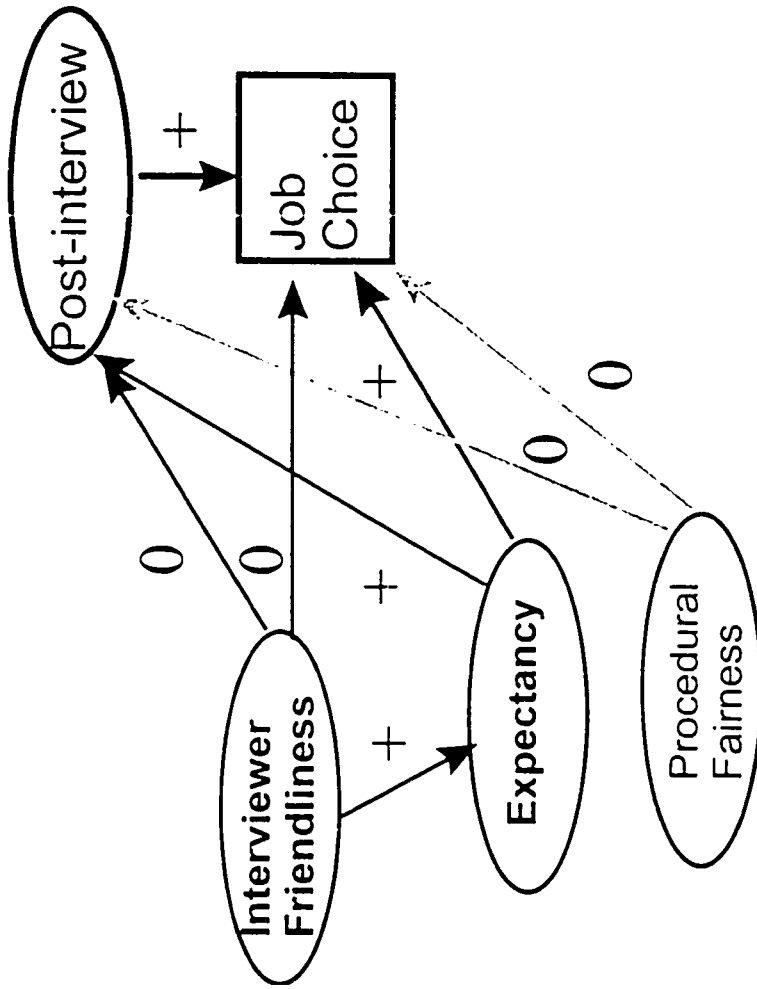 Post-interview
+
Job
Choice
0
0
+
+
+
0
0
Interviewer
Friendliness
Expectancy
Procedural
Fairness